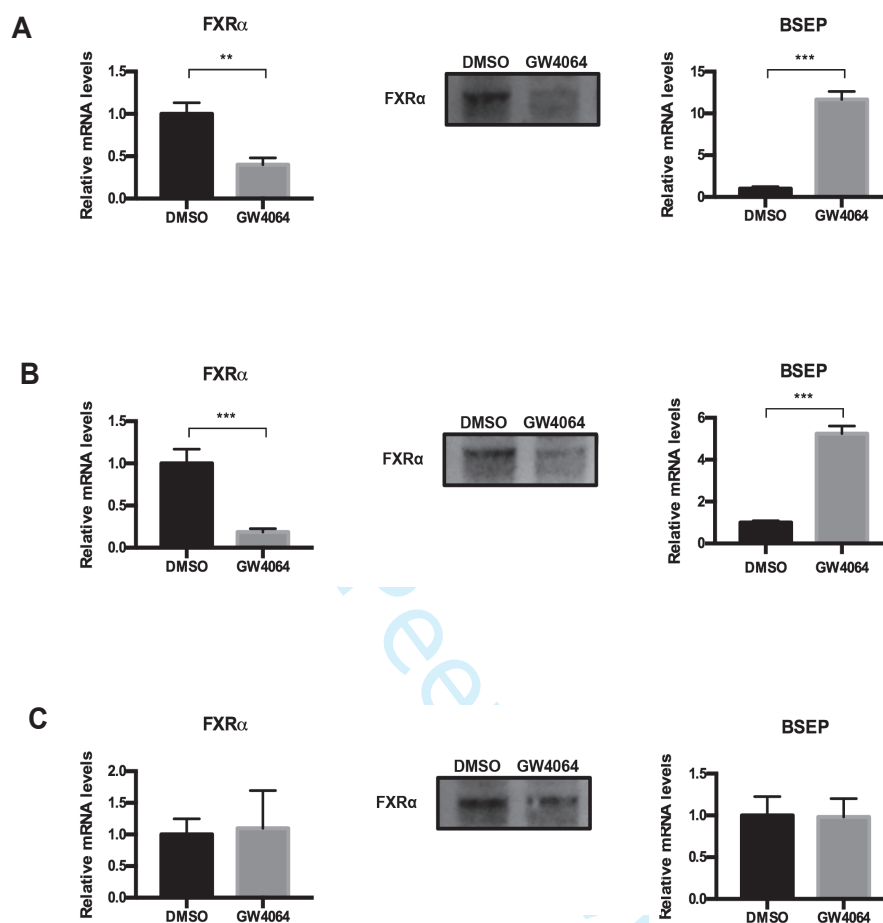 A
FXRα
Relative mRNA levels
1.5
1.0
0.5
0.0
**
DMSO GW4064
DMSO GW4064
FXRα
BSEP
Relative mRNA levels
15
10
5
0
***
DMSO GW4064
B
FXRα
Relative mRNA levels
1.5
1.0
0.5
0.0
***
DMSO GW4064
DMSO GW4064
FXRα
BSEP
Relative mRNA levels
6
4
2
0
***
DMSO GW4064
ee
C
FXRα
Relative mRNA levels
2.0
1.5
1.0
0.5
0.0
DMSO GW4064
DMSO GW4064
FXRα
BSEP
Relative mRNA levels
1.5
1.0
0.5
0.0
DMSO GW4064